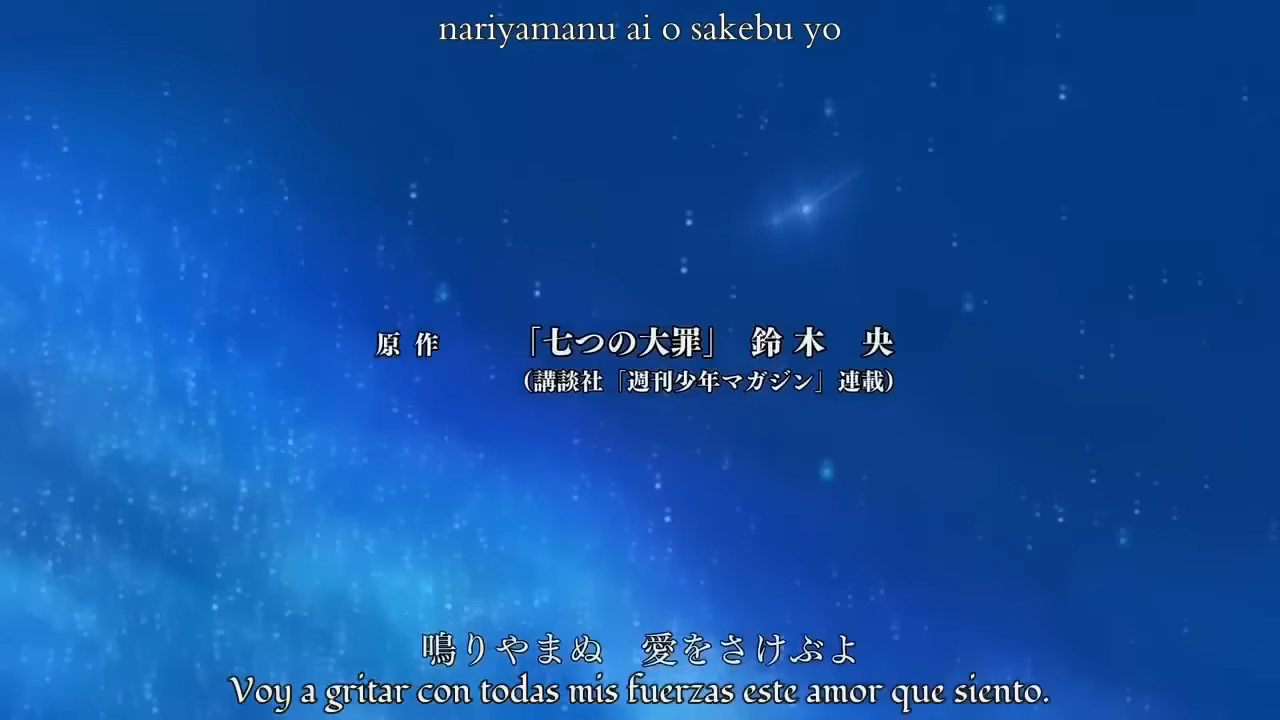 nariyamanu ai o sakebu yo
原作 「七つの大罪」 鈴木 央
(講談社「週刊少年マガジン」連載)
鳴りやまぬ 愛をさけぶよ
Voy a gritar con todas mis fuerzas este amor que siento.